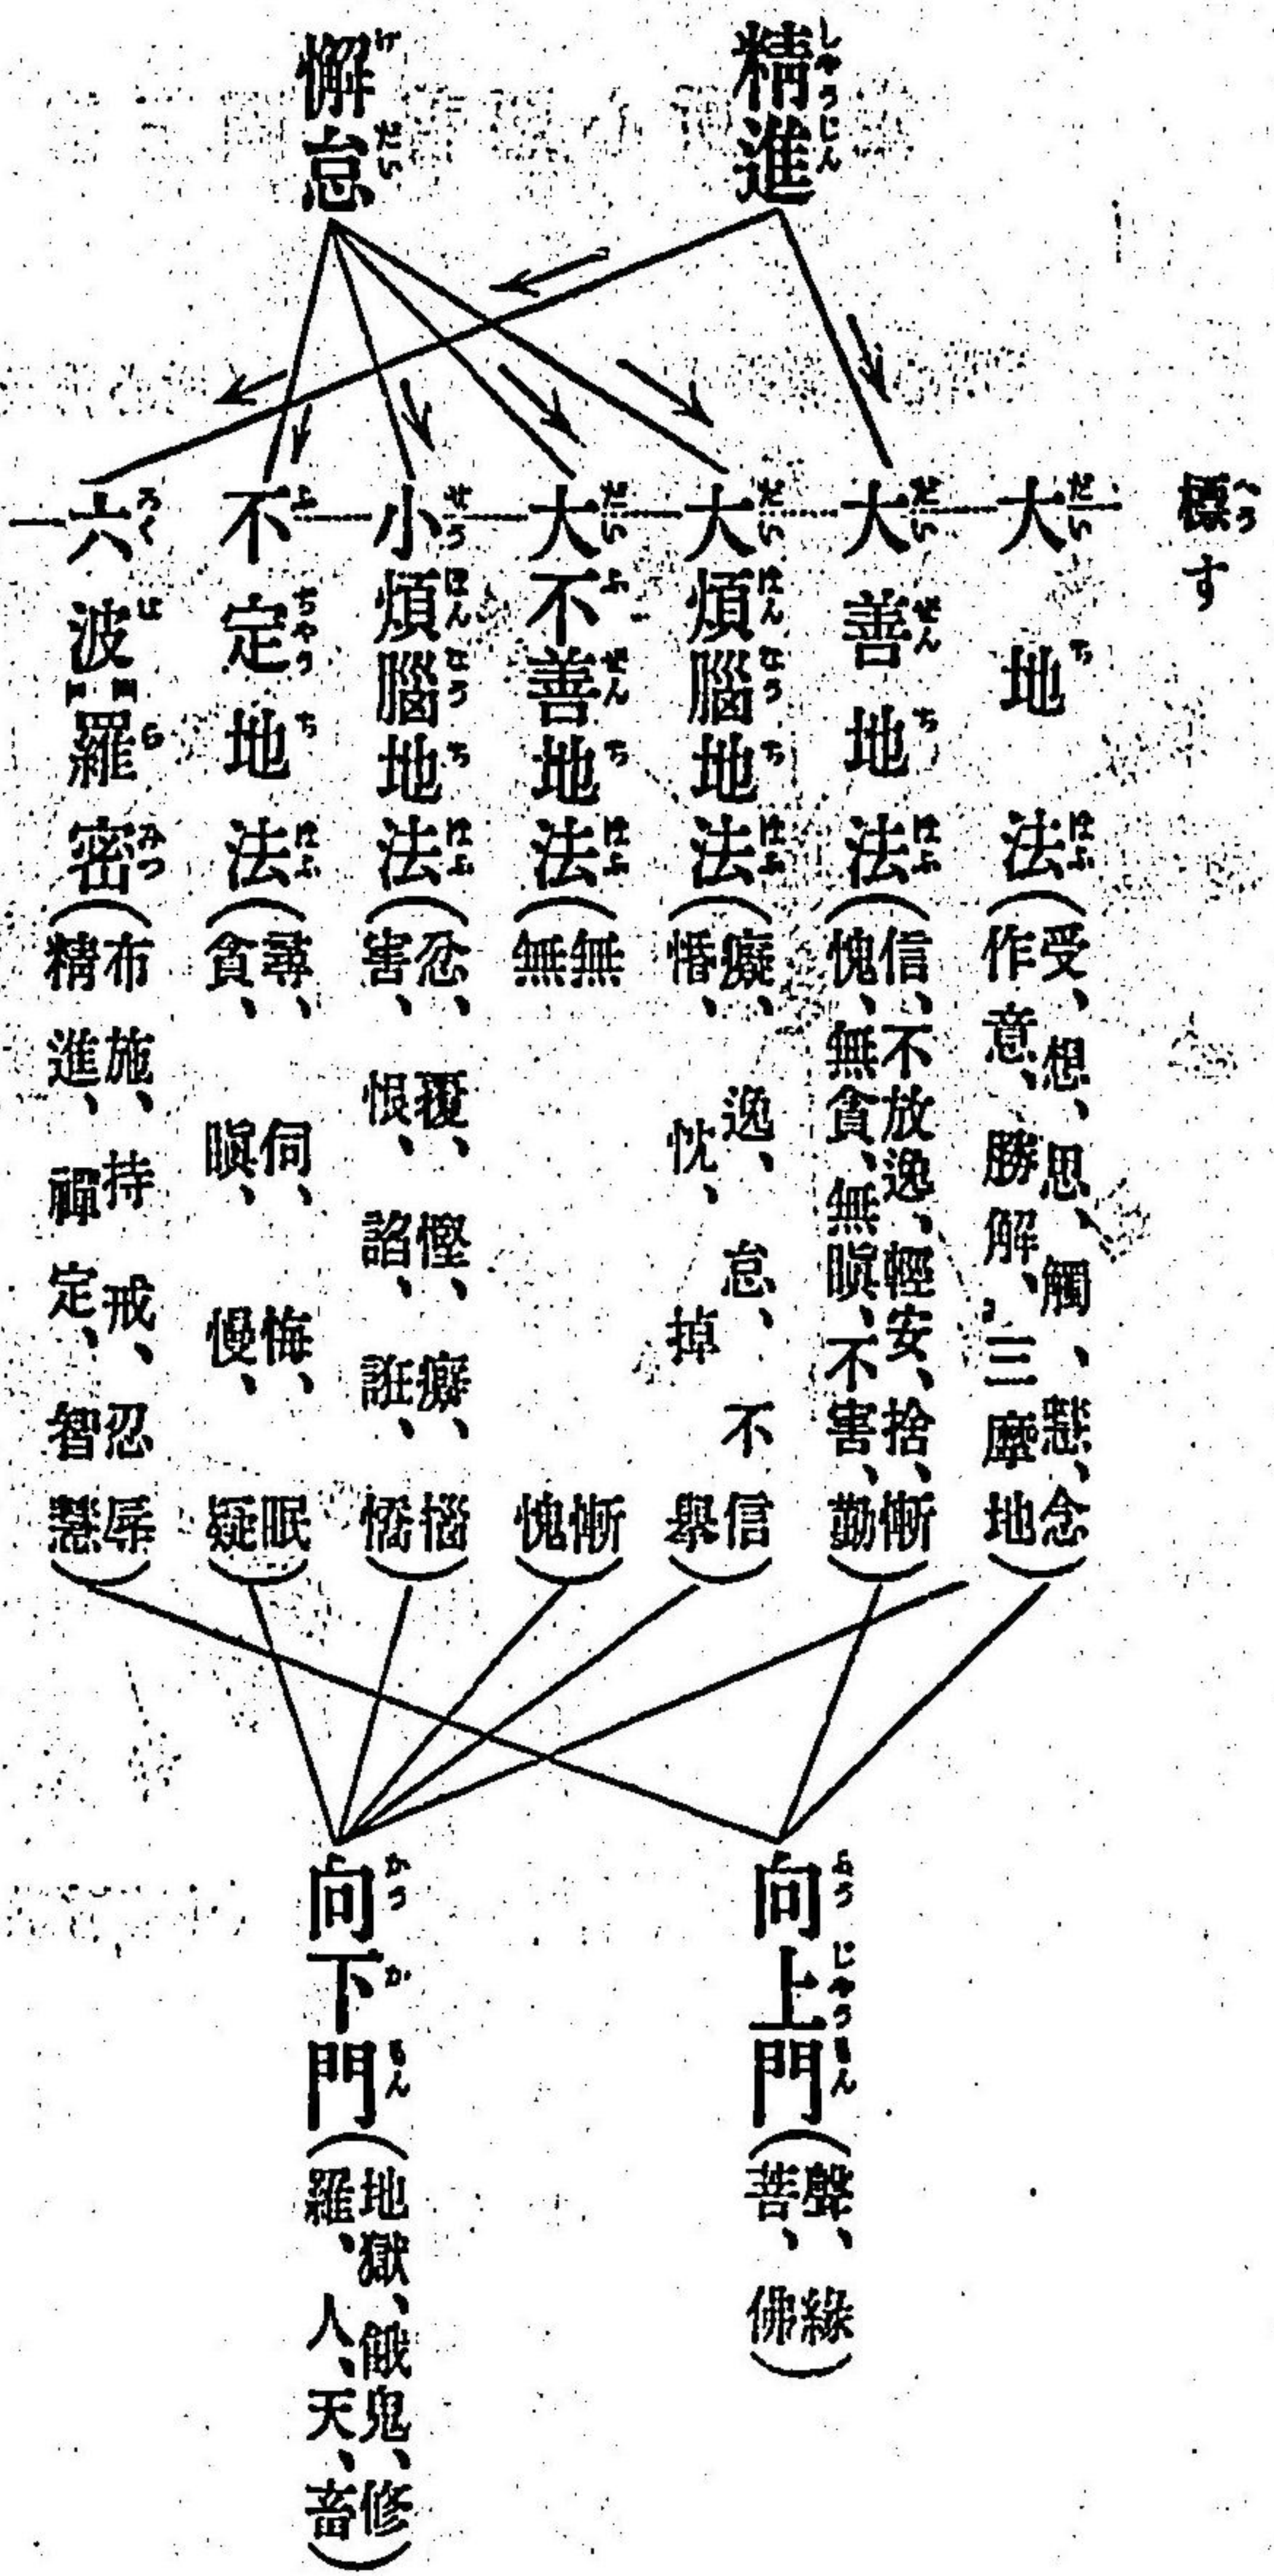 標す
精進
懈怠
大地法(受、想、思、觸、慧、念
作意、勝解、三摩地)
大善地法(信、不放逸、輕安、捨、慚
愧、無貪、無瞋、不害、勤)
大煩腦地法(癡、逸、怠、不信
惛、忱、掉擧)
大不善地法(無慚
無愧)
小煩腦地法(忿、覆、慳、癡、惱
害、恨、諂、誑、憍)
不定地法(尋、伺、悔、眠
貪、瞋、慢、疑)
六波羅密(布施、持戒、忍辱
精進、禪定、智慧)
向上門(聲、緣
菩、佛)
向下門(地獄、餓鬼、修
羅、人、天、畜)